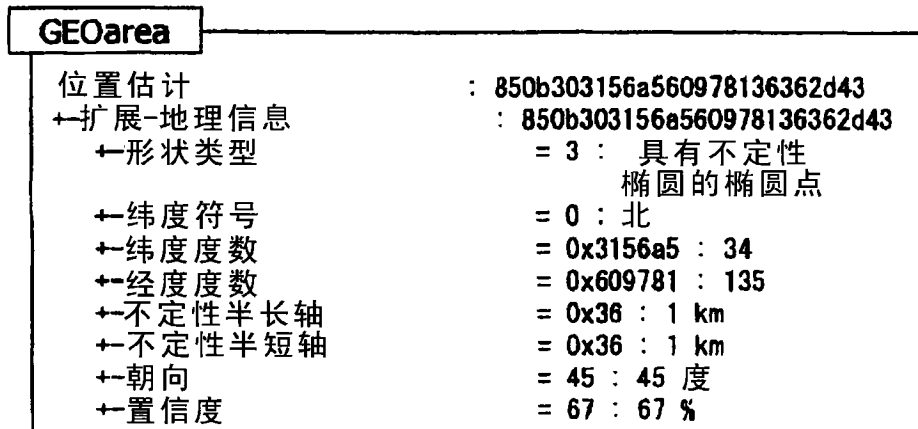 GEOarea
位置估计 : 850b303156a560978136362d43
+-扩展-地理信息 : 850b303156a560978136362d43
+-形状类型 = 3 : 具有不定性
椭圆的椭圆点
+-纬度符号 = 0 : 北
+-纬度度数 = 0x3156a5 : 34
+-经度度数 = 0x609781 : 135
+-不定性半长轴 = 0x36 : 1 km
+-不定性半短轴 = 0x36 : 1 km
+-朝向 = 45 : 45 度
+-置信度 = 67 : 67 %